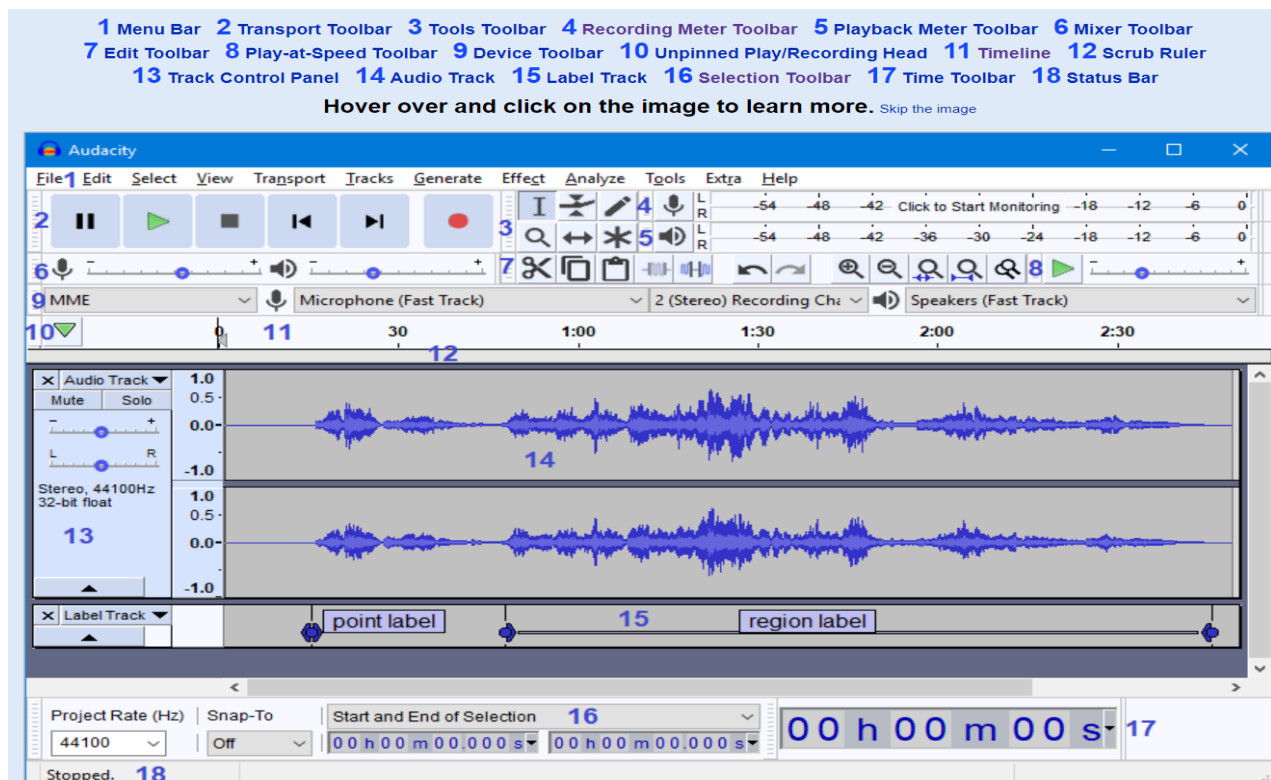 1 Menu Bar 2 Transport Toolbar 3 Tools Toolbar 4 Recording Meter Toolbar 5 Playback Meter Toolbar 6 Mixer Toolbar
7 Edit Toolbar 8 Play-at-Speed Toolbar 9 Device Toolbar 10 Unpinned Play/Recording Head 11 Timeline 12 Scrub Ruler
13 Track Control Panel 14 Audio Track 15 Label Track 16 Selection Toolbar 17 Time Toolbar 18 Status Bar
Hover over and click on the image to learn more. Skip the image
Audacity
File 1 Edit Select View Transport Tracks Generate Effect Analyze Tools Extra Help
2 3 4 L R -54 -48 -42 Click to Start Monitoring -18 -12 -6 0
5 L R -54 -48 -42 -36 -30 -24 -18 -12 -6 0
6 - + - + 7 8 - +
9 MME Microphone (Fast Track) 2 (Stereo) Recording Cha Speakers (Fast Track)
10 0 11 30 1:00 1:30 2:00 2:30
12
× Audio Track 1.0
Mute Solo 0.5
- + 0.0
L R
-1.0
14
Stereo, 44100Hz 1.0
32-bit float 0.5
13 0.0
-1.0
× Label Track point label 15 region label
Project Rate (Hz) Snap-To Start and End of Selection 16
44100 Off 00 h 00 m 00.000 s 00 h 00 m 00.000 s 00 h 00 m 00 s 17
Stopped. 18